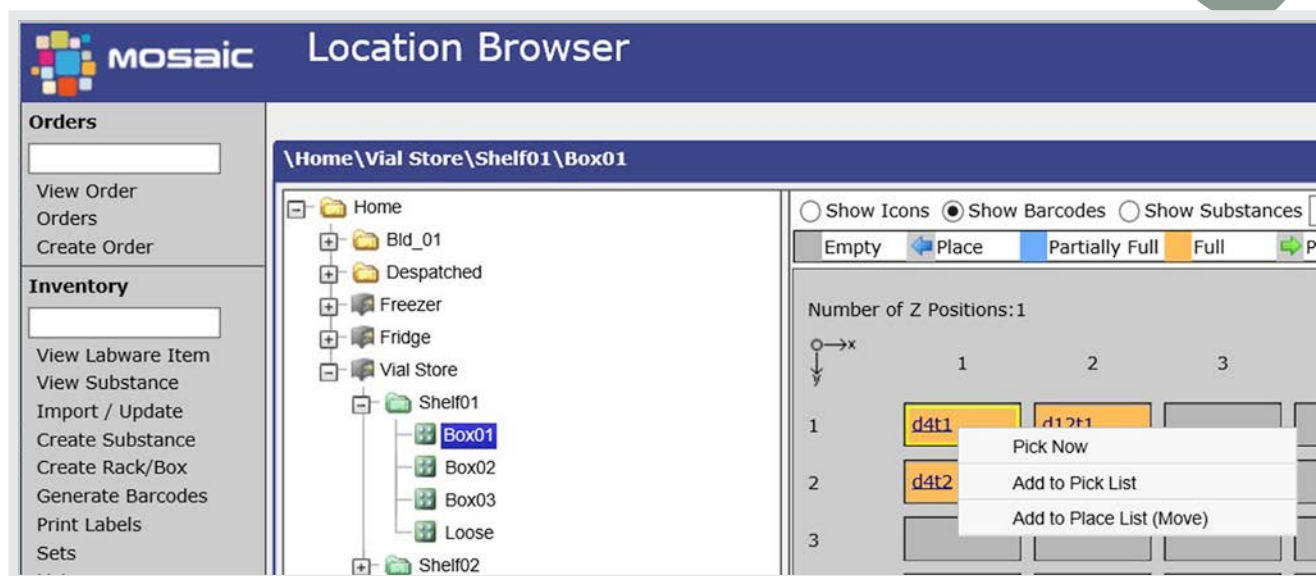 mosaic
Location Browser
Orders
View Order
Orders
Create Order
Inventory
View Labware Item
View Substance
Import / Update
Create Substance
Create Rack/Box
Generate Barcodes
Print Labels
Sets
\Home\Vial Store\Shelf01\Box01
Home
Bld_01
Despatched
Freezer
Fridge
Vial Store
Shelf01
Box01
Box02
Box03
Loose
Shelf02
Show Icons Show Barcodes Show Substances
Empty Place Partially Full Full P
Number of Z Positions:1
x
y
1 2 3
1 d4t1 d12t1
2 d4t2
3
Pick Now
Add to Pick List
Add to Place List (Move)